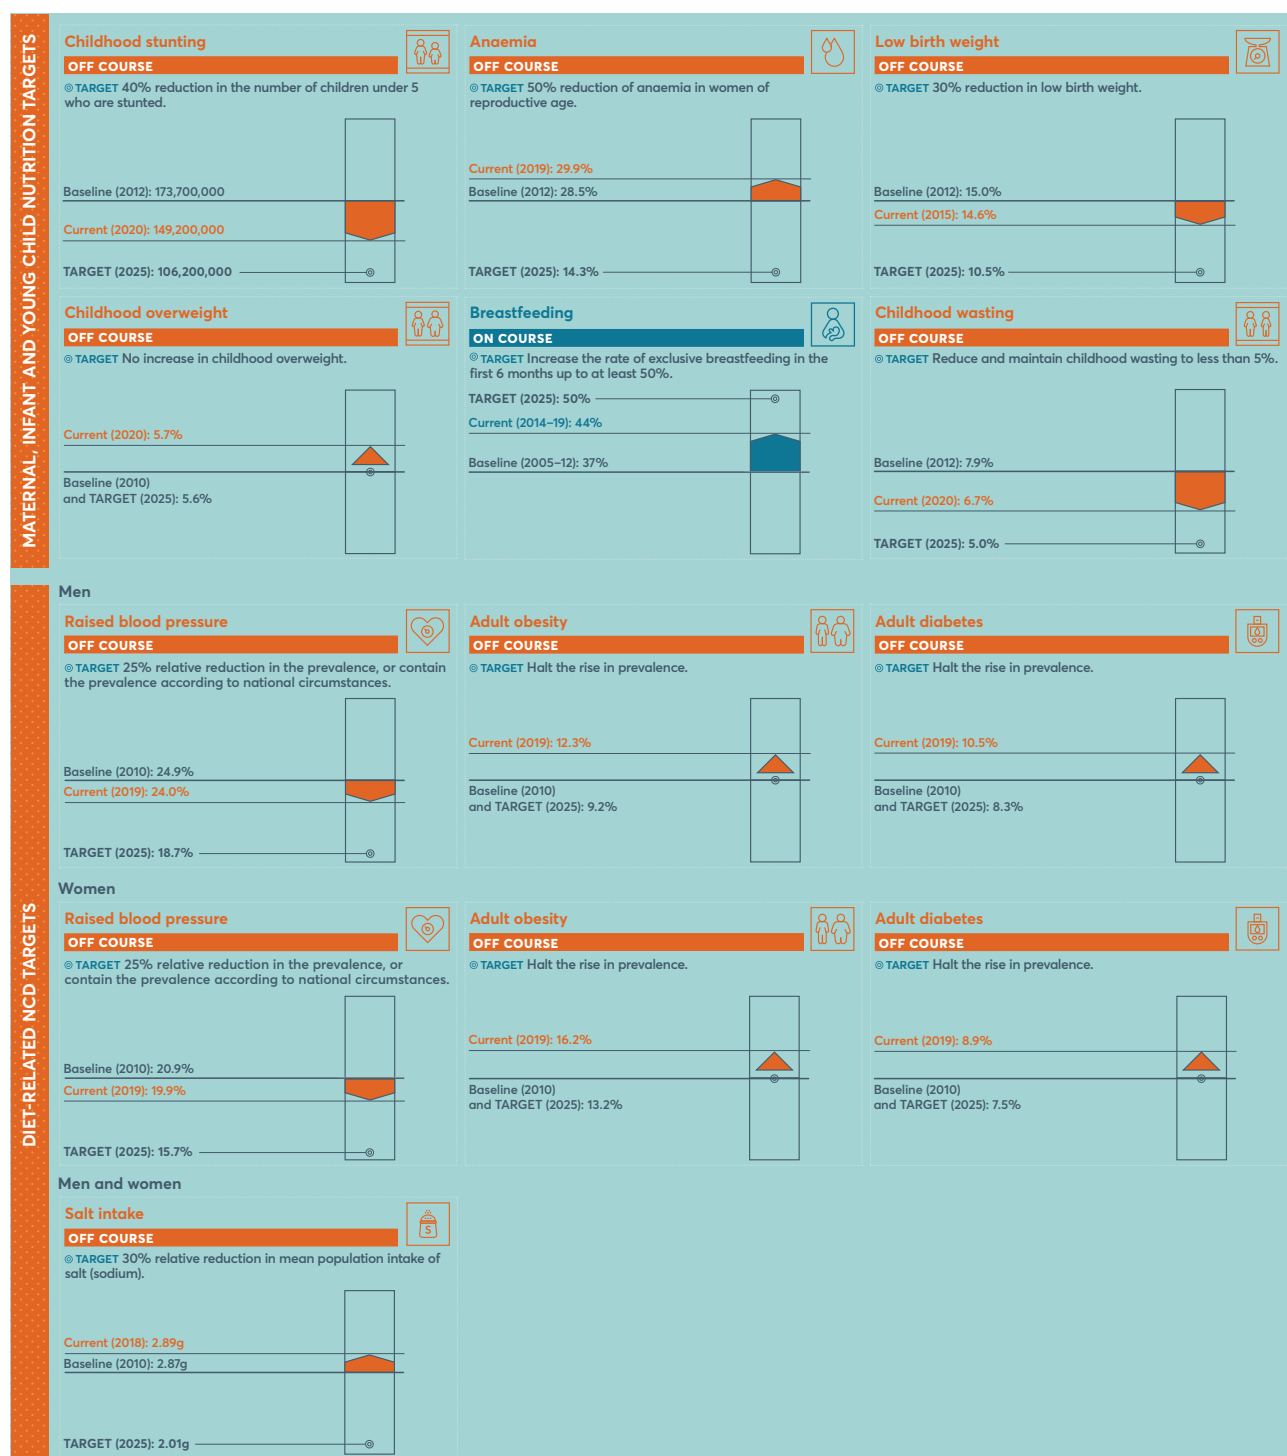 MATERNAL, INFANT AND YOUNG CHILD NUTRITION TARGETS
Childhood stunting
OFF COURSE
TARGET 40% reduction in the number of children under 5
who are stunted.
Baseline (2012): 173,700,000
Current (2020): 149,200,000
TARGET (2025): 106,200,000
Anaemia
OFF COURSE
TARGET 50% reduction of anaemia in women of
reproductive age.
Current (2019): 29.9%
Baseline (2012): 28.5%
TARGET (2025): 14.3%
Low birth weight
OFF COURSE
TARGET 30% reduction in low birth weight.
Baseline (2012): 15.0%
Current (2015): 14.6%
TARGET (2025): 10.5%
Childhood overweight
OFF COURSE
TARGET No increase in childhood overweight.
Current (2020): 5.7%
Baseline (2010)
and TARGET (2025): 5.6%
Breastfeeding
ON COURSE
TARGET Increase the rate of exclusive breastfeeding in the
first 6 months up to at least 50%.
TARGET (2025): 50%
Current (2014–19): 44%
Baseline (2005–12): 37%
Childhood wasting
OFF COURSE
TARGET Reduce and maintain childhood wasting to less than 5%.
Baseline (2012): 7.9%
Current (2020): 6.7%
TARGET (2025): 5.0%
DIET-RELATED NCD TARGETS
Men
Raised blood pressure
OFF COURSE
TARGET 25% relative reduction in the prevalence, or contain
the prevalence according to national circumstances.
Baseline (2010): 24.9%
Current (2019): 24.0%
TARGET (2025): 18.7%
Adult obesity
OFF COURSE
TARGET Halt the rise in prevalence.
Current (2019): 12.3%
Baseline (2010)
and TARGET (2025): 9.2%
Adult diabetes
OFF COURSE
TARGET Halt the rise in prevalence.
Current (2019): 10.5%
Baseline (2010)
and TARGET (2025): 8.3%
Women
Raised blood pressure
OFF COURSE
TARGET 25% relative reduction in the prevalence, or
contain the prevalence according to national circumstances.
Baseline (2010): 20.9%
Current (2019): 19.9%
TARGET (2025): 15.7%
Adult obesity
OFF COURSE
TARGET Halt the rise in prevalence.
Current (2019): 16.2%
Baseline (2010)
and TARGET (2025): 13.2%
Adult diabetes
OFF COURSE
TARGET Halt the rise in prevalence.
Current (2019): 8.9%
Baseline (2010)
and TARGET (2025): 7.5%
Men and women
Salt intake
OFF COURSE
S
TARGET 30% relative reduction in mean population intake of
salt (sodium).
Current (2018): 2.89g
Baseline (2010): 2.87g
TARGET (2025): 2.01g